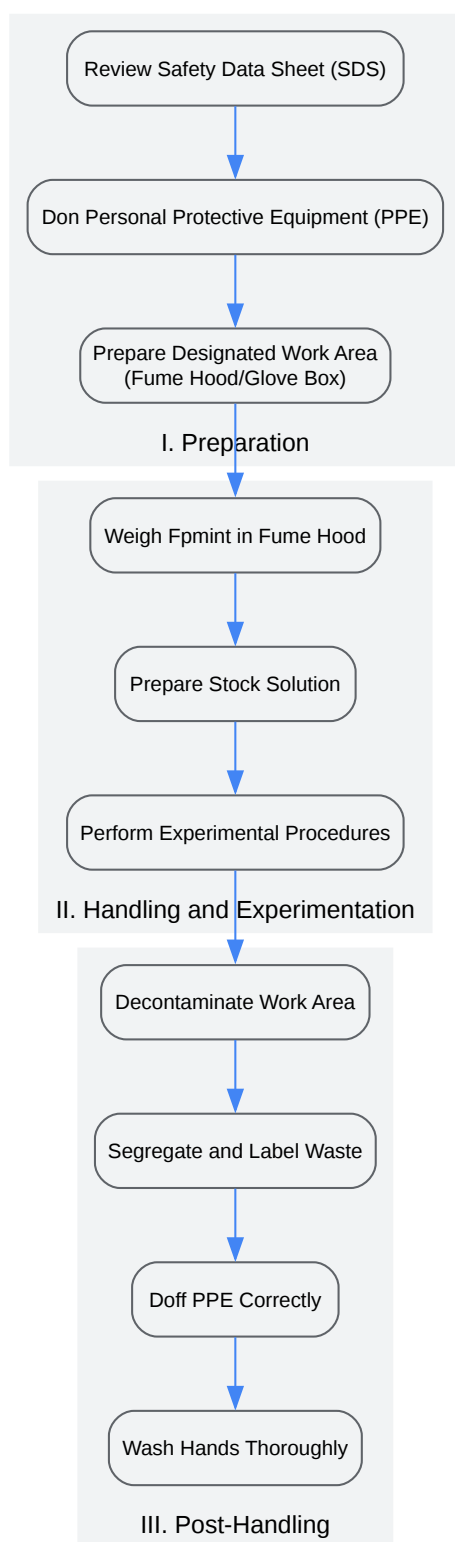 Review Safety Data Sheet (SDS)
Don Personal Protective Equipment (PPE)
Prepare Designated Work Area
(Fume Hood/Glove Box)
I. Preparation
Weigh Fpmint in Fume Hood
Prepare Stock Solution
Perform Experimental Procedures
II. Handling and Experimentation
Decontaminate Work Area
Segregate and Label Waste
Doff PPE Correctly
Wash Hands Thoroughly
III. Post-Handling